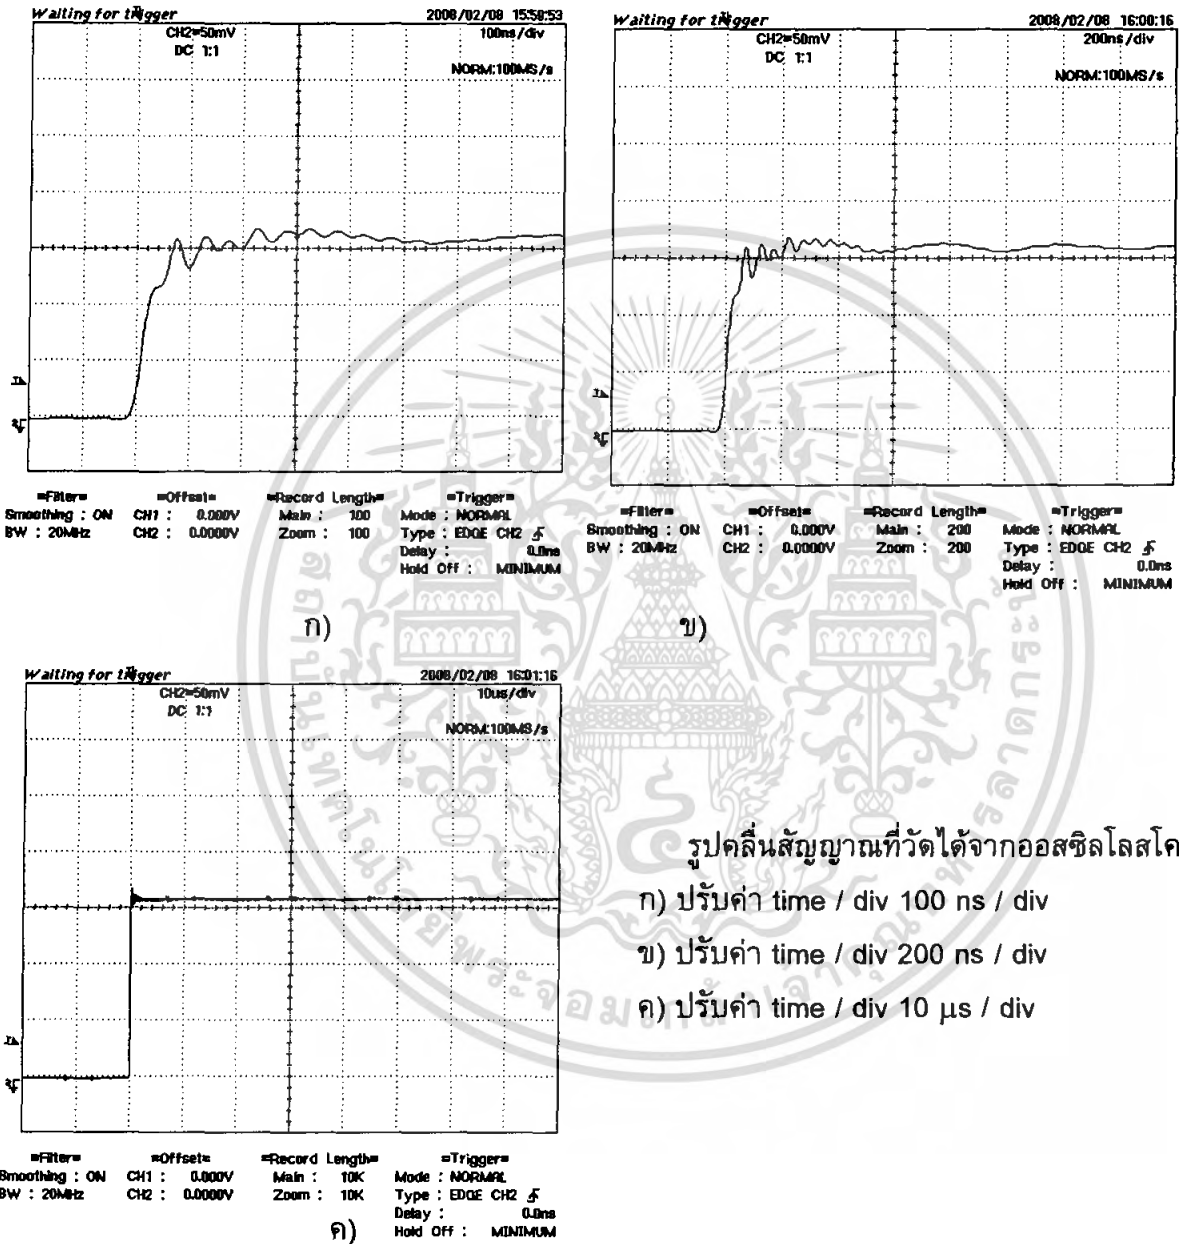 Waiting for trigger 2008/02/08 15:59:53
CH2=50mV 100ns/div
DC 1:1
NORM:100MS/s
=Filter= =Offset= =Record Length= =Trigger=
Smoothing : ON CH1 : 0.000V Main : 100 Mode : NORMAL
BW : 20MHz CH2 : 0.0000V Zoom : 100 Type : EDGE CH2
Delay : 0.0ns
Hold Off : MINIMUM
ก)
Waiting for trigger 2008/02/08 16:00:16
CH2=50mV 200ns/div
DC 1:1
NORM:100MS/s
=Filter= =Offset= =Record Length= =Trigger=
Smoothing : ON CH1 : 0.000V Main : 200 Mode : NORMAL
BW : 20MHz CH2 : 0.0000V Zoom : 200 Type : EDGE CH2
Delay : 0.0ns
Hold Off : MINIMUM
ข)
Waiting for trigger 2008/02/08 16:01:16
CH2=50mV 10us/div
DC 1:1
NORM:100MS/s
=Filter= =Offset= =Record Length= =Trigger=
Smoothing : ON CH1 : 0.000V Main : 10K Mode : NORMAL
BW : 20MHz CH2 : 0.0000V Zoom : 10K Type : EDGE CH2
Delay : 0.0ns
Hold Off : MINIMUM
ค)
รูปคลื่นสัญญาณที่วัดได้จากออสซิลโลสโค
ก) ปรับค่า time / div 100 ns / div
ข) ปรับค่า time / div 200 ns / div
ค) ปรับค่า time / div 10 μs / div